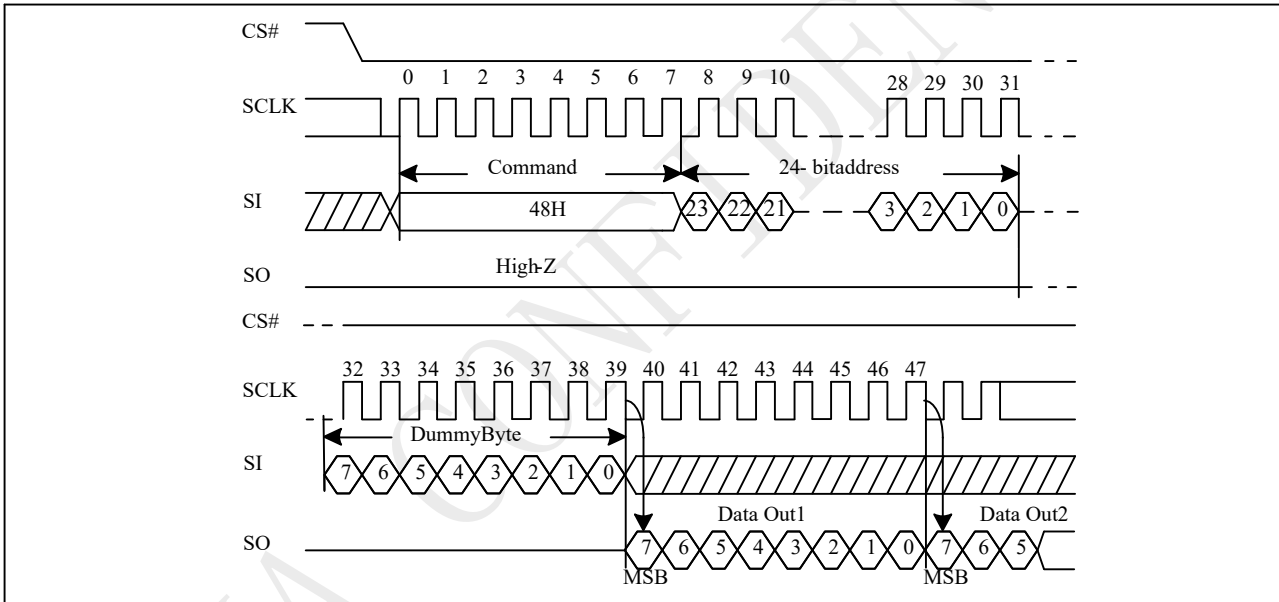 CS#
0 1 2 3 4 5 6 7 8 9 10 28 29 30 31
SCLK
Command 24- bitaddress
SI 48H 23 22 21 3 2 1 0
High-Z
SO
CS#
32 33 34 35 36 37 38 39 40 41 42 43 44 45 46 47
SCLK
DummyByte
SI 7 6 5 4 3 2 1 0
Data Out1 Data Out2
SO 7 6 5 4 3 2 1 0 7 6 5
MSB MSB